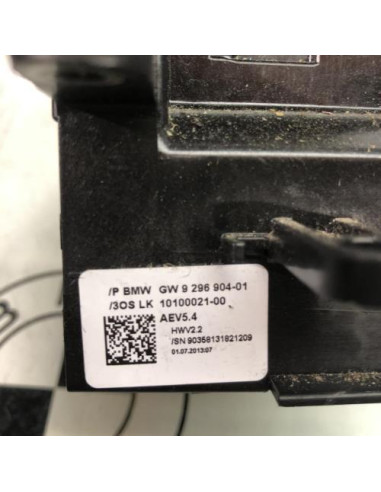 /P BMW GW 9 296 904-01
/3OS LK 10100021-00
AEV5.4
HWV2.2
/SN 90358131821209
01.07.2013:07